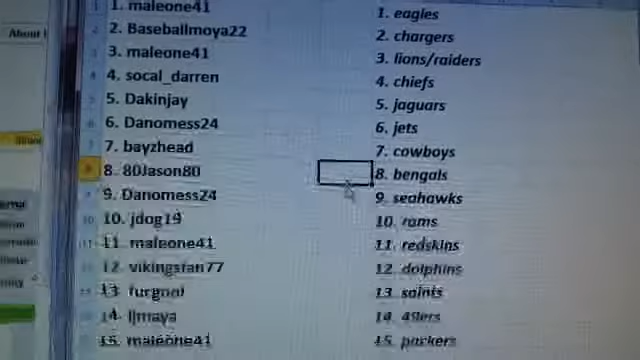 1. maleone41 1. eagles
2. Baseballmoya22 2. chargers
3. maleone41 3. lions/raiders
4. socal_darren 4. chiefs
5. Dakinjay 5. jaguars
6. Danomess24 6. jets
7. bayzhead 7. cowboys
8. 80Jason80 8. bengals
9. Danomess24 9. seahawks
10. jdog19 10. rams
11. maleone41 11. redskins
12. vikingsfan77 12. dolphins
13. furgoni 13. saints
14. 14. 49ers
15. maleone41 15. packers